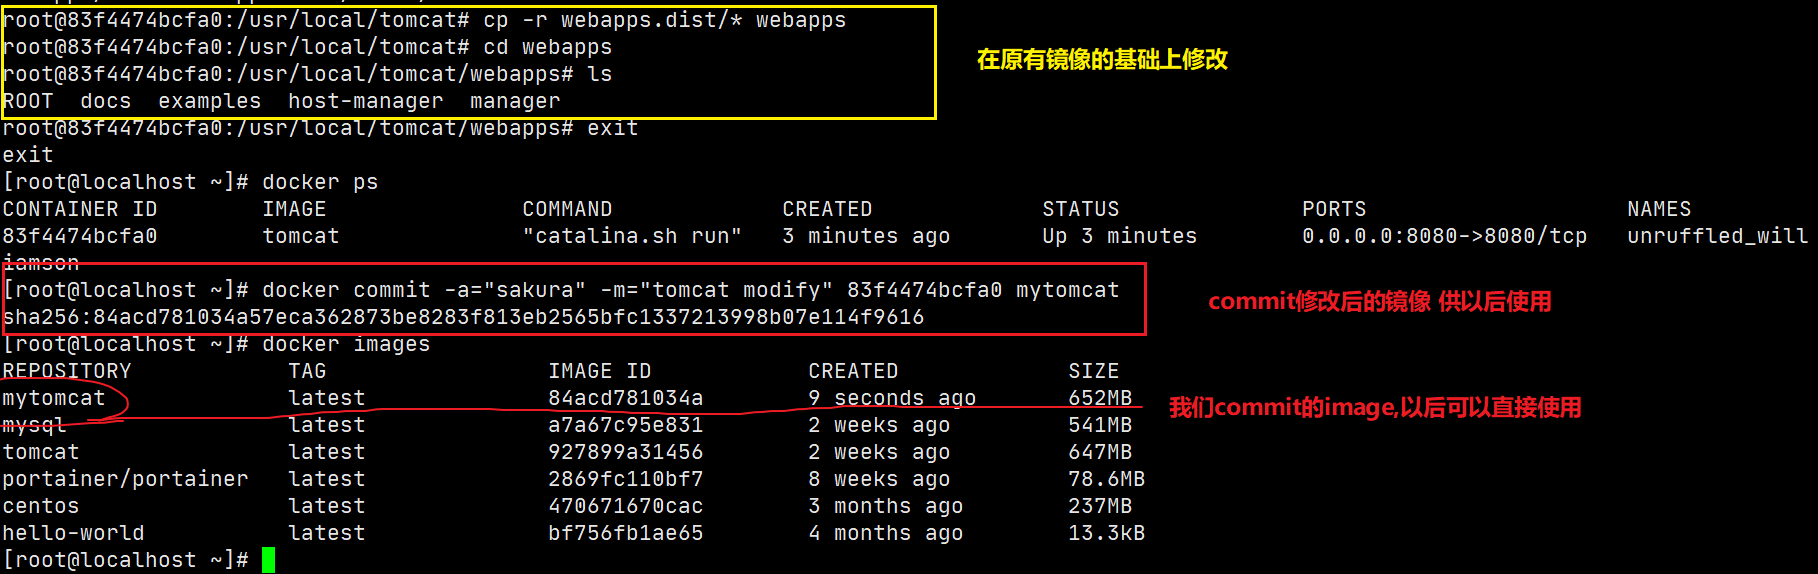 root@83f4474bcfa0:/usr/local/tomcat# cp -r webapps.dist/* webapps
root@83f4474bcfa0:/usr/local/tomcat# cd webapps
在原有镜像的基础上修改
root@83f4474bcfa0:/usr/local/tomcat/webapps# ls
ROOT  docs  examples  host-manager  manager
root@83f4474bcfa0:/usr/local/tomcat/webapps# exit
exit
[root@localhost ~]# docker ps
CONTAINER ID        IMAGE               COMMAND             CREATED             STATUS              PORTS                    NAMES
83f4474bcfa0        tomcat              "catalina.sh run"   3 minutes ago       Up 3 minutes        0.0.0.0:8080->8080/tcp   unruffled_will
iamson
[root@localhost ~]# docker commit -a="sakura" -m="tomcat modify" 83f4474bcfa0 mytomcat
commit修改后的镜像 供以后使用
sha256:84acd781034a57eca362873be8283f813eb2565bfc1337213998b07e114f9616
[root@localhost ~]# docker images
REPOSITORY            TAG                 IMAGE ID            CREATED             SIZE
mytomcat              latest              84acd781034a        9 seconds ago       652MB
我们commit的image,以后可以直接使用
mysql                 latest              a7a67c95e831        2 weeks ago         541MB
tomcat                latest              927899a31456        2 weeks ago         647MB
portainer/portainer   latest              2869fc110bf7        8 weeks ago         78.6MB
centos                latest              470671670cac        3 months ago        237MB
hello-world           latest              bf756fb1ae65        4 months ago        13.3kB
[root@localhost ~]#